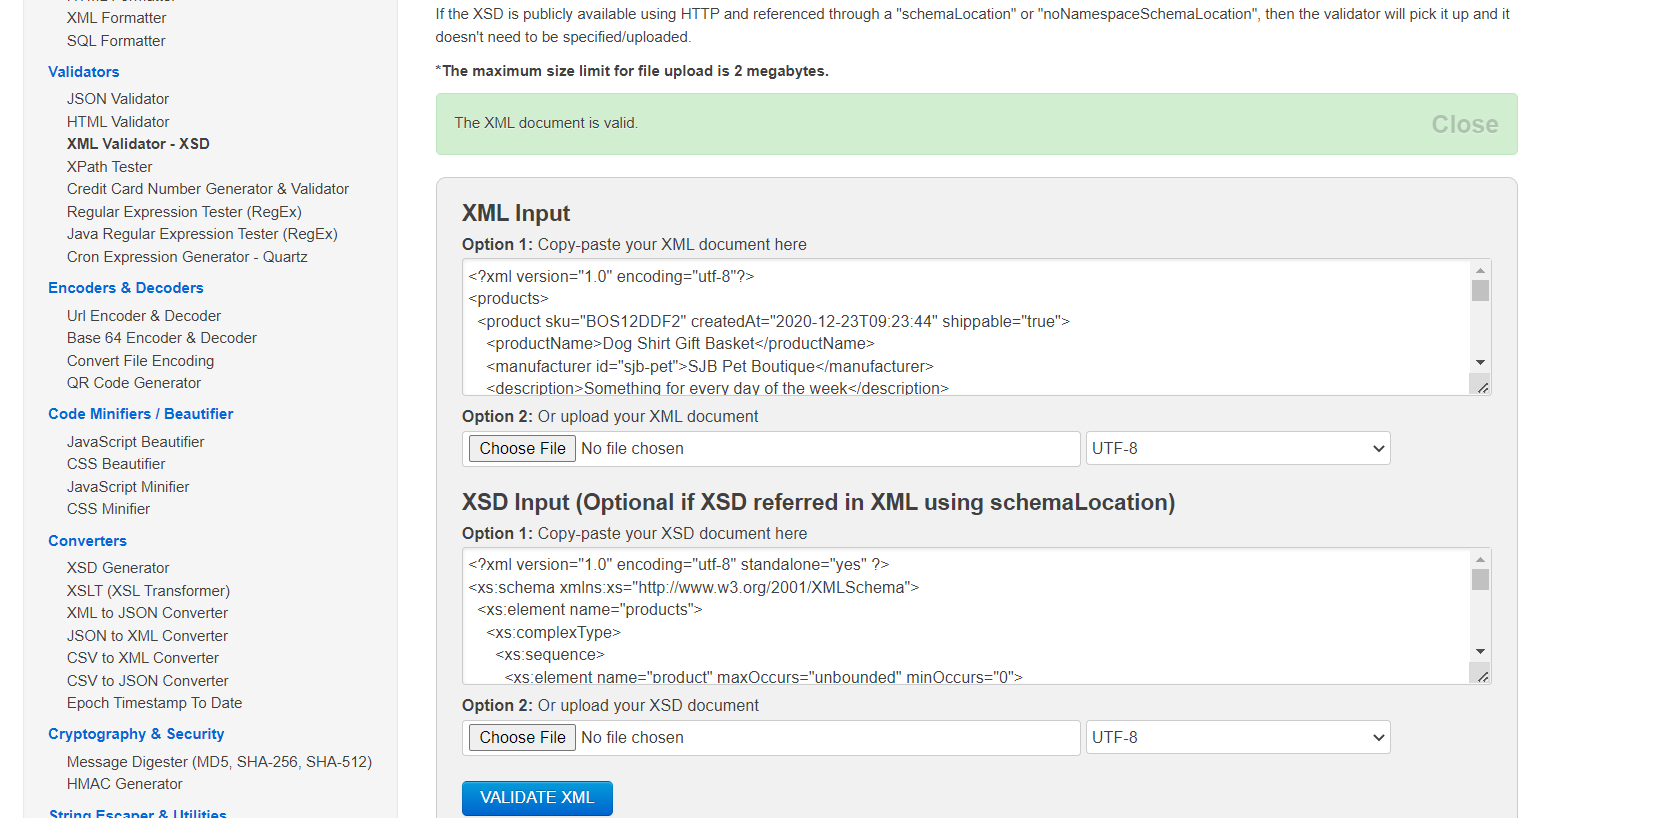 XML Formatter
SQL Formatter
Validators
JSON Validator
HTML Validator
XML Validator - XSD
XPath Tester
Credit Card Number Generator & Validator
Regular Expression Tester (RegEx)
Java Regular Expression Tester (RegEx)
Cron Expression Generator - Quartz
Encoders & Decoders
Url Encoder & Decoder
Base 64 Encoder & Decoder
Convert File Encoding
QR Code Generator
Code Minifiers / Beautifier
JavaScript Beautifier
CSS Beautifier
JavaScript Minifier
CSS Minifier
Converters
XSD Generator
XSLT (XSL Transformer)
XML to JSON Converter
JSON to XML Converter
CSV to XML Converter
CSV to JSON Converter
Epoch Timestamp To Date
Cryptography & Security
Message Digester (MD5, SHA-256, SHA-512)
HMAC Generator
String Escaper & Utilities
If the XSD is publicly available using HTTP and referenced through a "schemaLocation" or "noNamespaceSchemaLocation", then the validator will pick it up and it
doesn't need to be specified/uploaded.
*The maximum size limit for file upload is 2 megabytes.
The XML document is valid.
Close
XML Input
Option 1: Copy-paste your XML document here
<?xml version="1.0" encoding="utf-8"?>
<products>
<product sku="BOS12DDF2" createdAt="2020-12-23T09:23:44" shippable="true">
<productName>Dog Shirt Gift Basket</productName>
<manufacturer id="sjb-pet">SJB Pet Boutique</manufacturer>
<description>Something for every day of the week</description>
Option 2: Or upload your XML document
Choose File No file chosen
UTF-8
XSD Input (Optional if XSD referred in XML using schemaLocation)
Option 1: Copy-paste your XSD document here
<?xml version="1.0" encoding="utf-8" standalone="yes" ?>
<xs:schema xmlns:xs="http://www.w3.org/2001/XMLSchema">
<xs:element name="products">
<xs:complexType>
<xs:sequence>
<xs:element name="product" maxOccurs="unbounded" minOccurs="0">
Option 2: Or upload your XSD document
Choose File No file chosen
UTF-8
VALIDATE XML